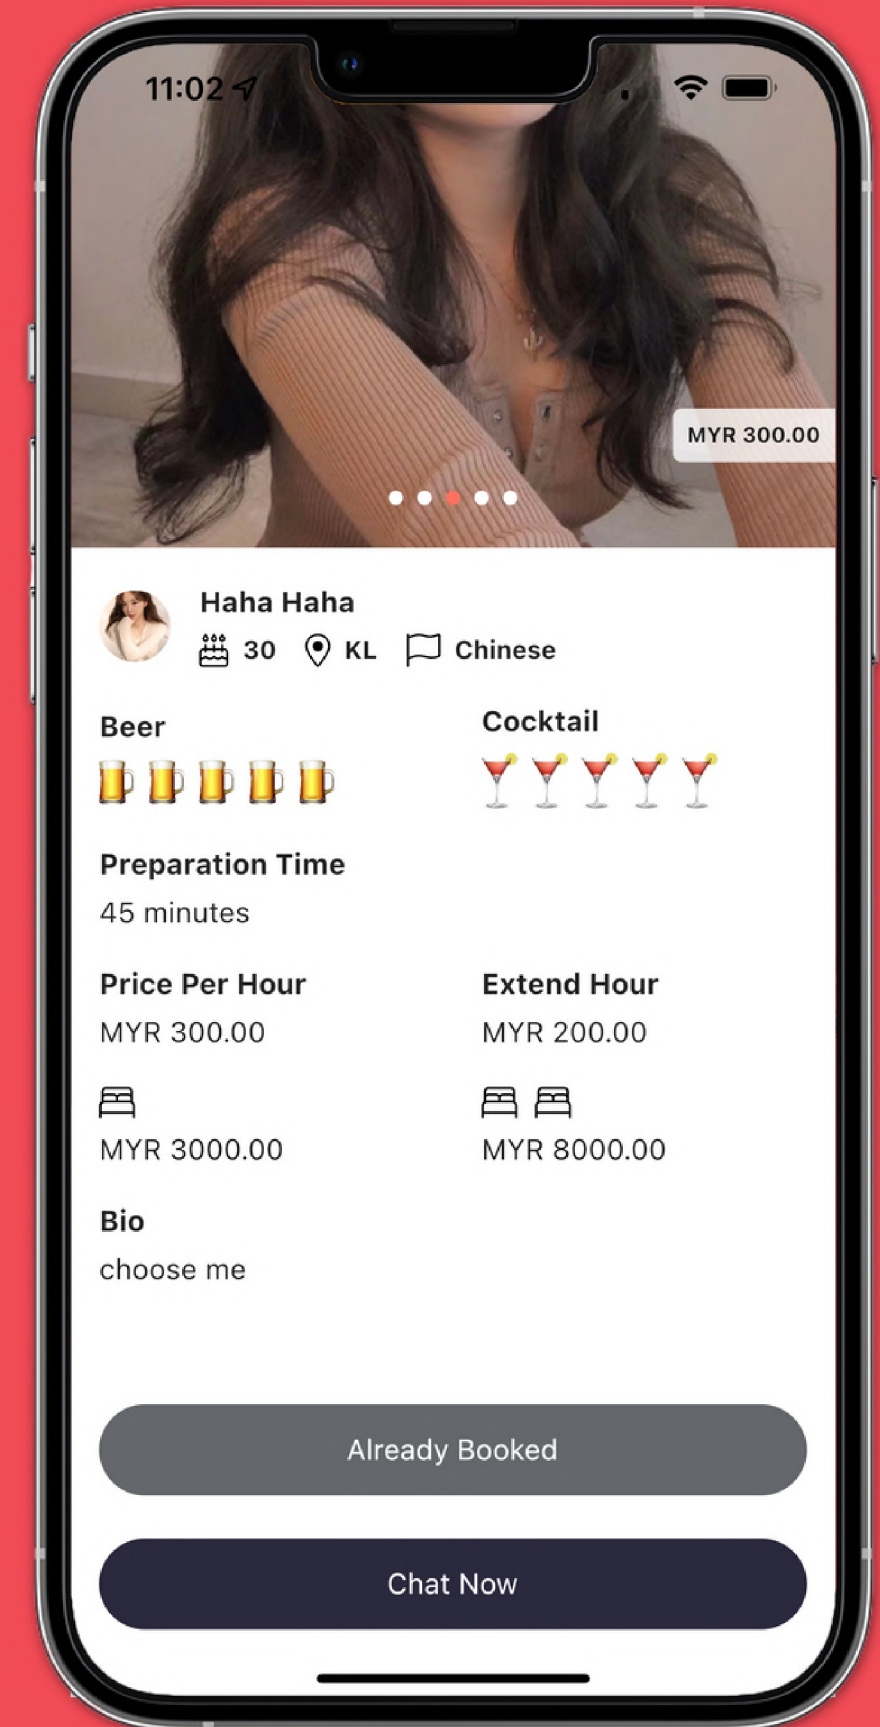 11:02
MYR 300.00
Haha Haha
30 KL Chinese
Beer Cocktail
Preparation Time
45 minutes
Price Per Hour Extend Hour
MYR 300.00 MYR 200.00
MYR 3000.00 MYR 8000.00
Bio
choose me
Already Booked
Chat Now